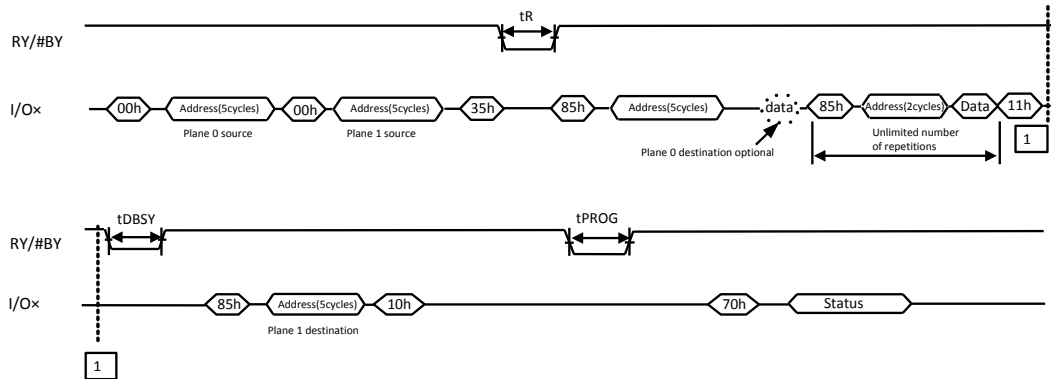 tR
RY/#BY
I/O×
00h
Address(5cycles)
00h
Address(5cycles)
35h
85h
Address(5cycles)
data
85h
Address(2cycles)
Data
11h
Plane 0 source
Plane 1 source
Plane 0 destination optional
Unlimited number
of repetitions
1
tDBSY
tPROG
RY/#BY
I/O×
85h
Address(5cycles)
10h
70h
Status
Plane 1 destination
1